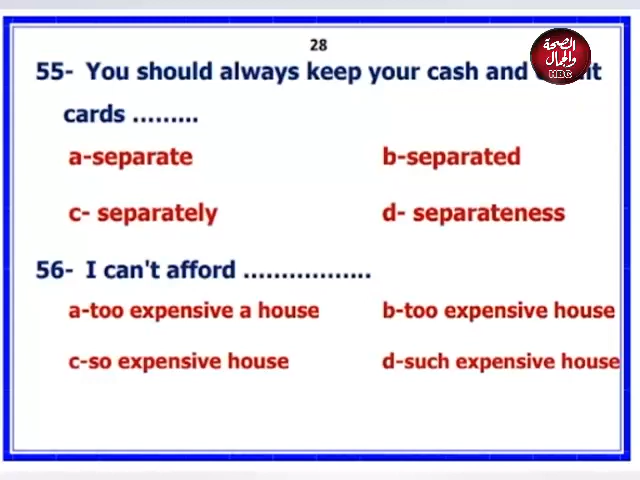 28
الصحة
والجمال
HBG
55- You should always keep your cash and
cards .........
a-separate
b-separated
c- separately
d- separateness
56- I can't afford .................
a-too expensive a house
b-too expensive house
c-so expensive house
d-such expensive house